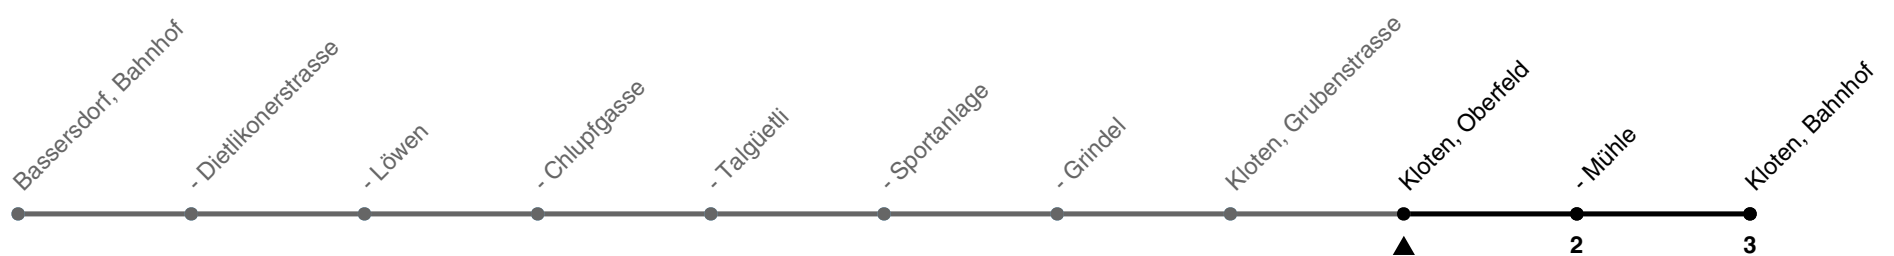 Bassersdorf, Bahnhof
- Dietlikonerstrasse
- Löwen
- Chlupfgasse
- Talgüetli
- Sportanlage
- Grindel
Kloten, Grubenstrasse
Kloten, Oberfeld
- Mühle
Kloten, Bahnhof
2
3